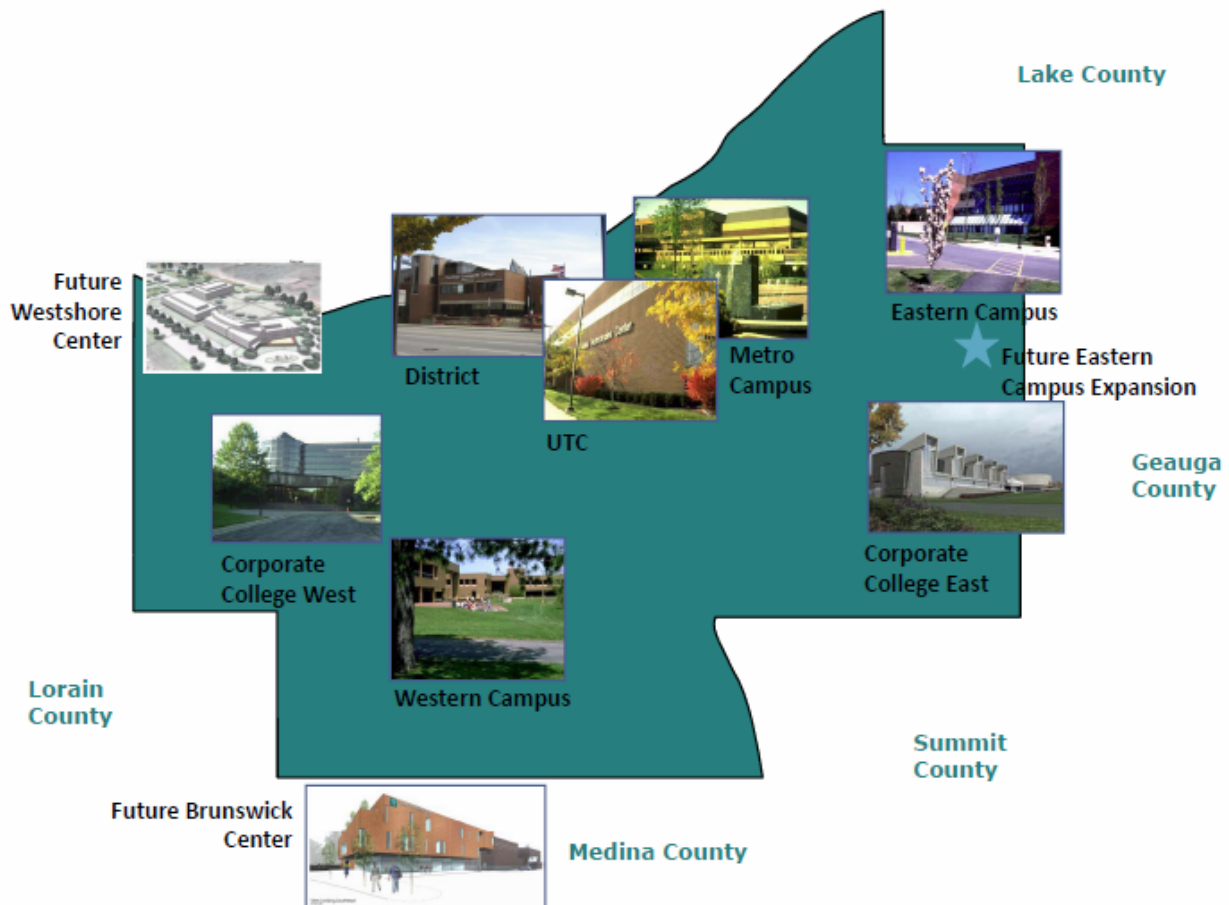 Lake County
Future
Westshore
Center
District
UTC
Metro
Campus
Eastern Campus
Future Eastern
Campus Expansion
Geauga
County
Corporate
College West
Corporate
College East
Western Campus
Lorain
County
Summit
County
Future Brunswick
Center
Medina County